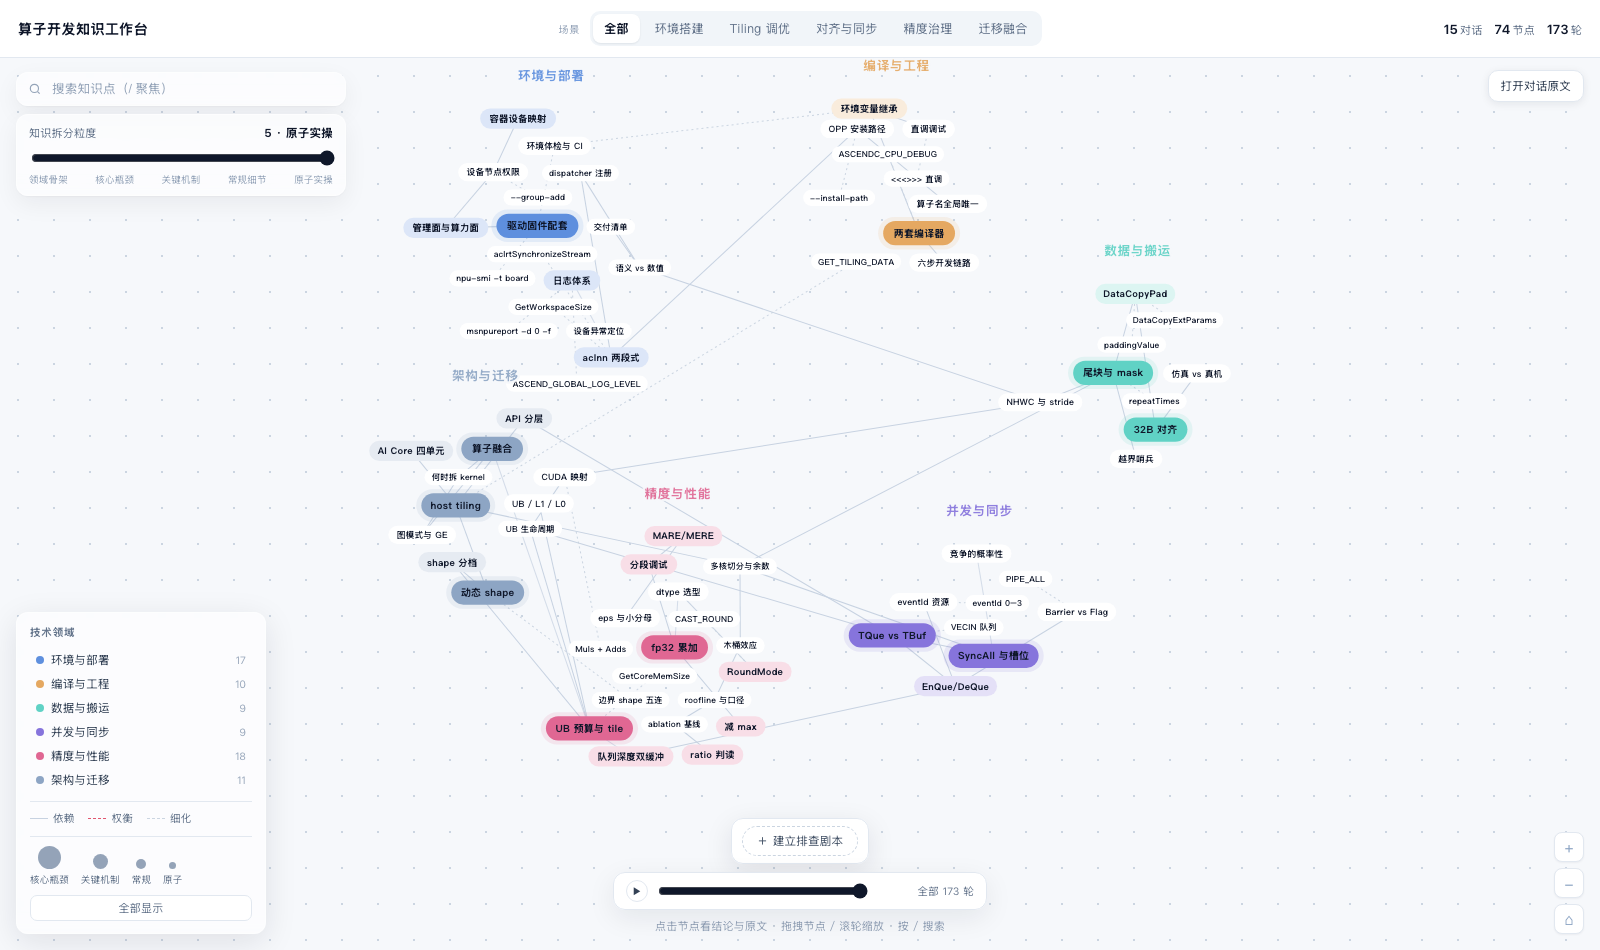 算子开发知识工作台
场景
全部
环境搭建
Tiling 调优
对齐与同步
精度治理
迁移融合
15 对话 74 节点 173 轮
搜索知识点（/ 聚焦）
打开对话原文
知识拆分粒度
5 · 原子实操
领域骨架
核心瓶颈
关键机制
常规细节
原子实操
环境与部署
容器设备映射
环境体检与 CI
设备节点权限
dispatcher 注册
--group-add
管理面与算力面
驱动固件配套
交付清单
aclrtSynchronizeStream
语义 vs 数值
npu-smi -t board
日志体系
GetWorkspaceSize
msnpureport -d 0 -f
设备异常定位
aclnn 两段式
编译与工程
环境变量继承
OPP 安装路径
直调调试
ASCENDC_CPU_DEBUG
<<<>>> 直调
--install-path
算子名全局唯一
两套编译器
GET_TILING_DATA
六步开发链路
数据与搬运
DataCopyPad
DataCopyExtParams
paddingValue
尾块与 mask
仿真 vs 真机
NHWC 与 stride
repeatTimes
32B 对齐
越界哨兵
架构与迁移
ASCEND_GLOBAL_LOG_LEVEL
API 分层
AI Core 四单元
算子融合
何时拆 kernel
CUDA 映射
host tiling
UB / L1 / L0
图模式与 GE
UB 生命周期
shape 分档
动态 shape
精度与性能
MARE/MERE
分段调试
多核切分与余数
dtype 选型
eps 与小分母
CAST_ROUND
Muls + Adds
fp32 累加
木桶效应
GetCoreMemSize
RoundMode
边界 shape 五连
roofline 与口径
UB 预算与 tile
ablation 基线
减 max
队列深度双缓冲
ratio 判读
并发与同步
竞争的概率性
PIPE_ALL
eventId 资源
eventId 0–3
Barrier vs Flag
VECIN 队列
TQue vs TBuf
SyncAll 与槽位
EnQue/DeQue
技术领域
环境与部署 17
编译与工程 10
数据与搬运 9
并发与同步 9
精度与性能 18
架构与迁移 11
依赖 权衡 细化
核心瓶颈 关键机制 常规 原子
全部显示
+ 建立排查剧本
全部 173 轮
点击节点看结论与原文 · 拖拽节点 / 滚轮缩放 · 按 / 搜索
+
−